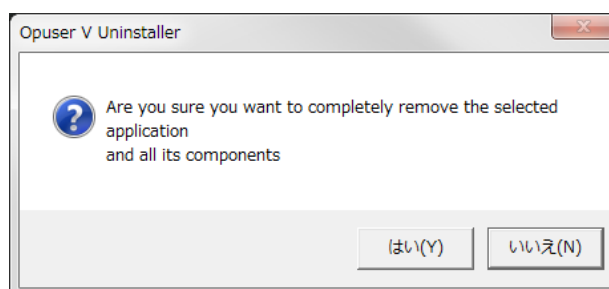 Opuser V Uninstaller
Are you sure you want to completely remove the selected
application
and all its components
はい(Y)
いいえ(N)